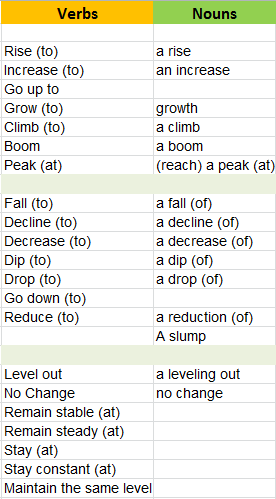 Verbs Nouns
Rise (to) a rise
Increase (to) an increase
Go up to
Grow (to) growth
Climb (to) a climb
Boom a boom
Peak (at) (reach) a peak (at)
Fall (to) a fall (of)
Decline (to) a decline (of)
Decrease (to) a decrease (of)
Dip (to) a dip (of)
Drop (to) a drop (of)
Go down (to)
Reduce (to) a reduction (of)
A slump
Level out a leveling out
No Change no change
Remain stable (at)
Remain steady (at)
Stay (at)
Stay constant (at)
Maintain the same level